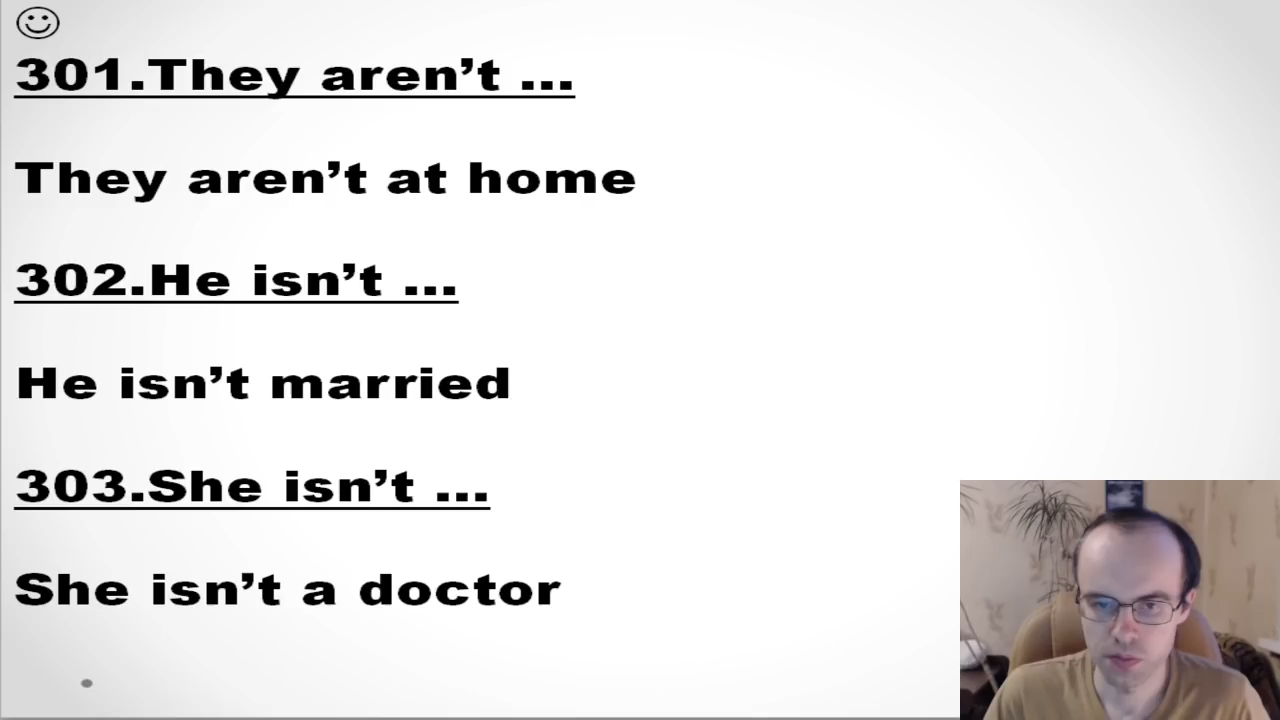 301.They aren’t ...
They aren’t at home
302.He isn’t ...
He isn’t married
303.She isn’t ...
She isn’t a doctor